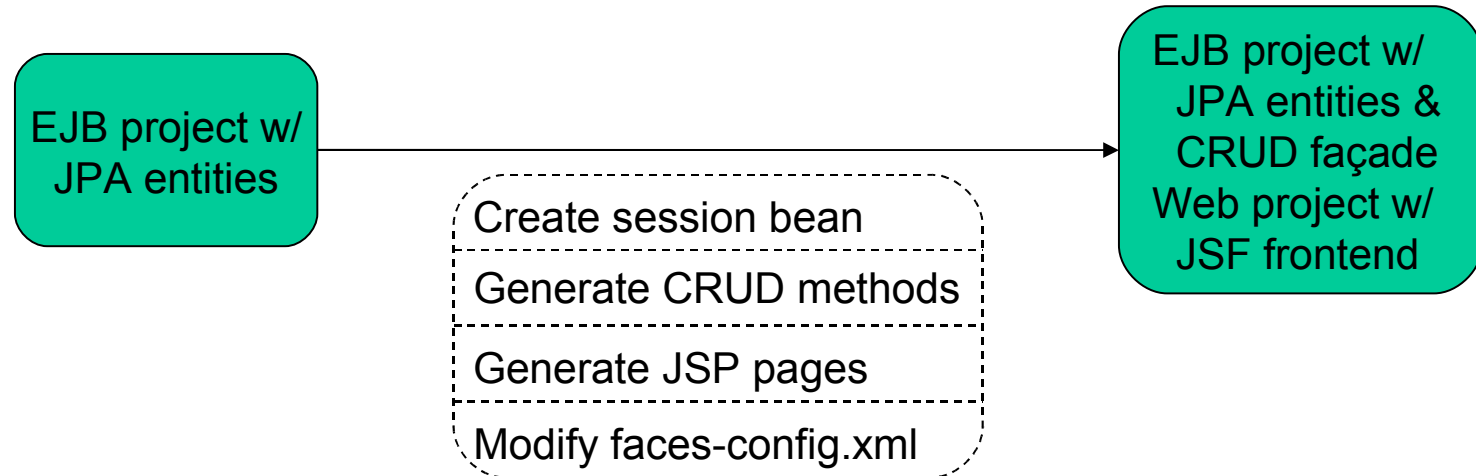 EJB project w/
JPA entities
Create session bean
Generate CRUD methods
Generate JSP pages
Modify faces-config.xml
EJB project w/
JPA entities &
CRUD façade
Web project w/
JSF frontend